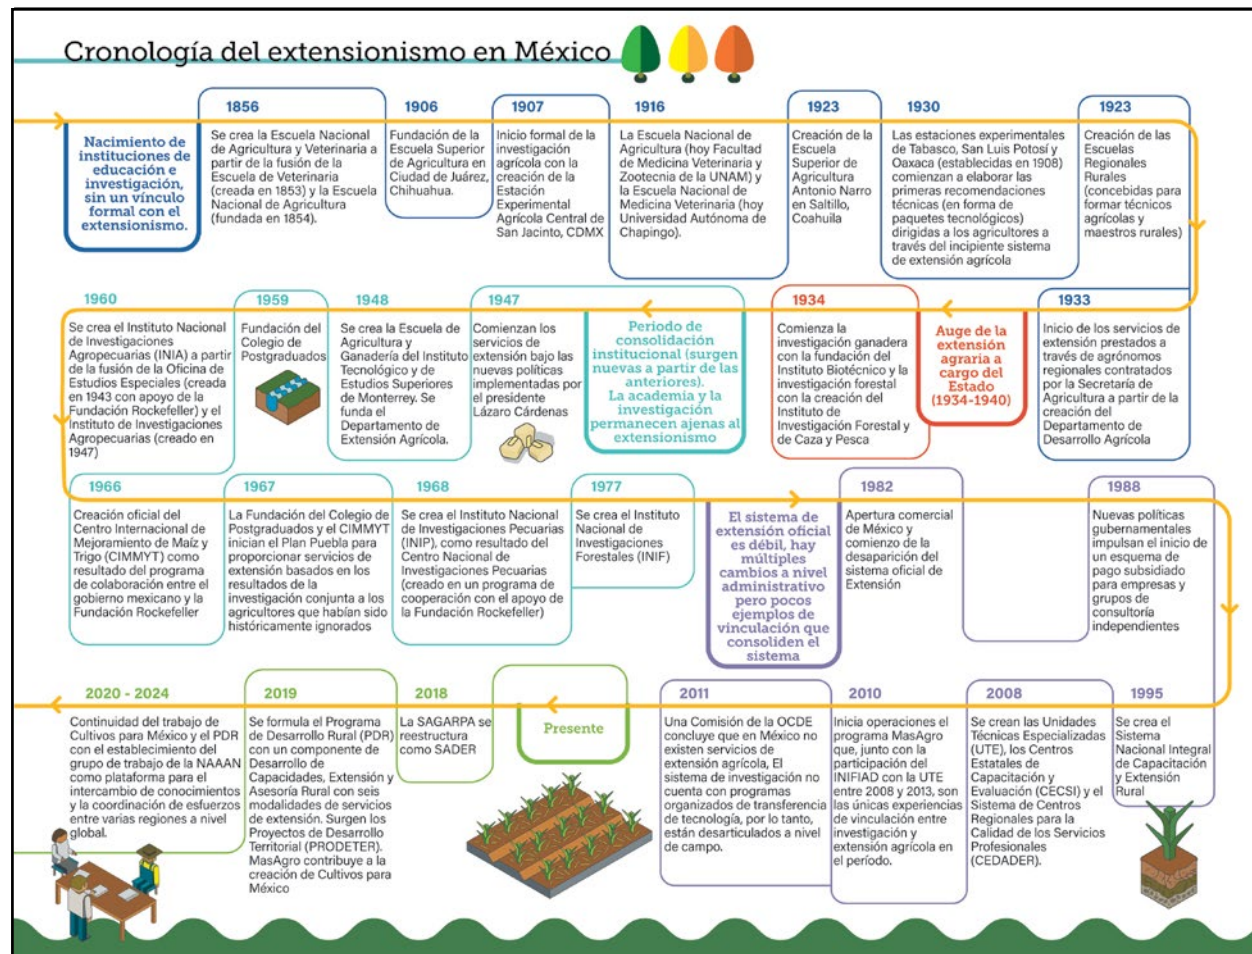 Cronología del extensionismo en México
Nacimiento de
instituciones de
educación e
investigación,
sin un vínculo
formal con el
extensionismo.
1856
Se crea la Escuela Nacional
de Agricultura y Veterinaria a
partir de la fusión de la
Escuela de Veterinaria
(creada en 1853) y la Escuela
Nacional de Agricultura
(fundada en 1854).
1906
Fundación de la
Escuela Superior
de Agricultura en
Ciudad de Juárez,
Chihuahua.
1907
Inicio formal de la
investigación
agrícola con la
creación de la
Estación
Experimental
Agrícola Central de
San Jacinto, CDMX
1916
La Escuela Nacional de
Agricultura (hoy Facultad
de Medicina Veterinaria y
Zootecnia de la UNAM) y
la Escuela Nacional de
Medicina Veterinaria (hoy
Universidad Autónoma de
Chapingo).
1923
Creación de la
Escuela
Superior de
Agricultura
Antonio Narro
en Saltillo,
Coahuila
1930
Las estaciones experimentales
de Tabasco, San Luis Potosí y
Oaxaca (establecidas en 1908)
comienzan a elaborar las
primeras recomendaciones
técnicas (en forma de
paquetes tecnológicos)
dirigidas a los agricultores a
través del incipiente sistema
de extensión agrícola
1923
Creación de las
Escuelas
Regionales
Rurales
(concebidas para
formar técnicos
agrícolas y
maestros rurales)
1933
Inicio de los servicios de
extensión prestados a
través de agrónomos
regionales contratados
por la Secretaría de
Agricultura a partir de la
creación del
Departamento de
Desarrollo Agrícola
Auge de la
extensión
agraria a
cargo del
Estado
(1934-1940)
1934
Comienza la
investigación ganadera
con la fundación del
Instituto Biotécnico y la
investigación forestal
con la creación del
Instituto de
Investigación Forestal y
de Caza y Pesca
Periodo de
consolidación
institucional (surgen
nuevas a partir de las
anteriores).
La academia y la
investigación
permanecen ajenas al
extensionismo
1947
Comienzan los
servicios de
extensión bajo las
nuevas políticas
implementadas por
el presidente
Lázaro Cárdenas
1948
Se crea la Escuela de
Agricultura y
Ganadería del Instituto
Tecnológico y de
Estudios Superiores
de Monterrey. Se
funda el
Departamento de
Extensión Agrícola.
1959
Fundación del
Colegio de
Postgraduados
1960
Se crea el Instituto Nacional
de Investigaciones
Agropecuarias (INIA) a partir
de la fusión de la Oficina de
Estudios Especiales (creada
en 1943 con apoyo de la
Fundación Rockefeller) y el
Instituto de Investigaciones
Agropecuarias (creado en
1947)
1966
Creación oficial del
Centro Internacional de
Mejoramiento de Maíz y
Trigo (CIMMYT) como
resultado del programa
de colaboración entre el
gobierno mexicano y la
Fundación Rockefeller
1967
La Fundación del Colegio de
Postgraduados y el CIMMYT
inician el Plan Puebla para
proporcionar servicios de
extensión basados en los
resultados de la
investigación conjunta a los
agricultores que habían sido
históricamente ignorados
1968
Se crea el Instituto Nacional
de Investigaciones Pecuarias
(INIP), como resultado del
Centro Nacional de
Investigaciones Pecuarias
(creado en un programa de
cooperación con el apoyo de
la Fundación Rockefeller)
1977
Se crea el Instituto
Nacional de
Investigaciones
Forestales (INIF)
El sistema de
extensión oficial
es débil, hay
múltiples
cambios a nivel
administrativo
pero pocos
ejemplos de
vinculación que
consoliden el
sistema
1982
Apertura comercial
de México y
comienzo de la
desaparición del
sistema oficial de
Extensión
1988
Nuevas políticas
gubernamentales
impulsan el inicio de
un esquema de
pago subsidiado
para empresas y
grupos de
consultoría
independientes
1995
Se crea el
Sistema
Nacional Integral
de Capacitación
y Extensión
Rural
2008
Se crean las Unidades
Técnicas Especializadas
(UTE), los Centros
Estatales de
Capacitación y
Evaluación (CECSI) y el
Sistema de Centros
Regionales para la
Calidad de los Servicios
Profesionales
(CEDADER).
2010
Inicia operaciones el
programa MasAgro
que, junto con la
participación del
INIFIAD con la UTE
entre 2008 y 2013, son
las únicas experiencias
de vinculación entre
investigación y
extensión agrícola en
el período.
2011
Una Comisión de la OCDE
concluye que en México no
existen servicios de
extensión agrícola, El
sistema de investigación no
cuenta con programas
organizados de transferencia
de tecnología, por lo tanto,
están desarticulados a nivel
de campo.
Presente
2018
La SAGARPA se
reestructura
como SADER
2019
Se formula el Programa
de Desarrollo Rural (PDR)
con un componente de
Desarrollo de
Capacidades, Extensión y
Asesoría Rural con seis
modalidades de servicios
de extensión. Surgen los
Proyectos de Desarrollo
Territorial (PRODETER).
MasAgro contribuye a la
creación de Cultivos para
México
2020 - 2024
Continuidad del trabajo de
Cultivos para México y el PDR
con el establecimiento del
grupo de trabajo de la NAAAN
como plataforma para el
intercambio de conocimientos
y la coordinación de esfuerzos
entre varias regiones a nivel
global.